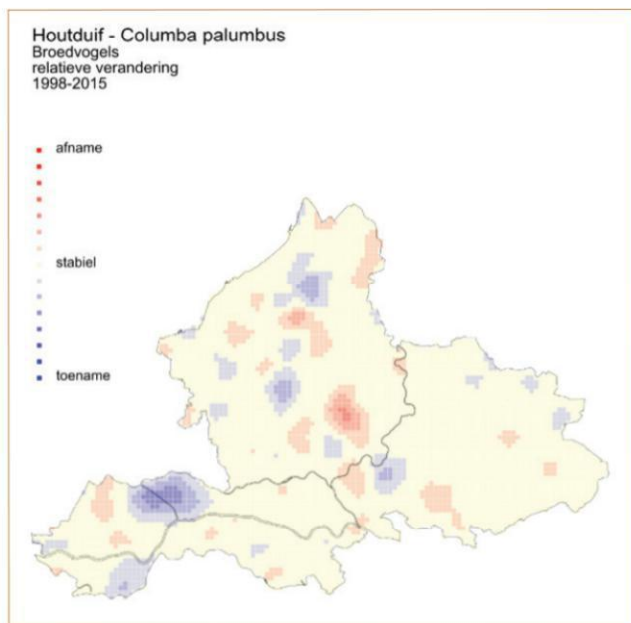 Houtduif - Columba palumbus
Broedvogels
relatieve verandering
1998-2015
afname
stabiel
toename